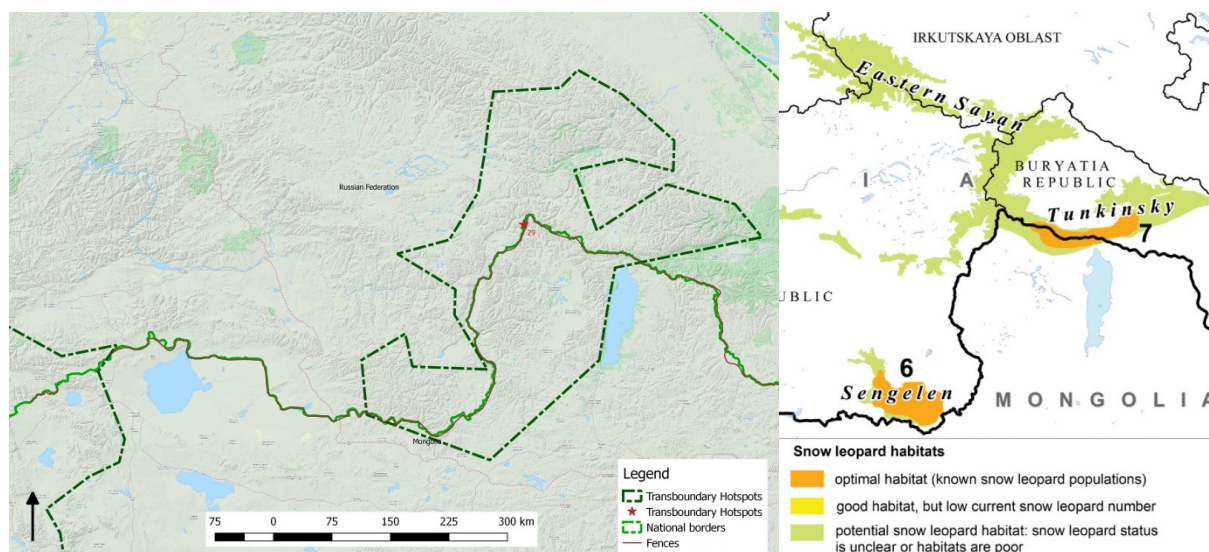 Russian Federation
29
Mongolia
75 0 75 150 225 300 km
Legend
Transboundary Hotspots
Transboundary Hotspots
National borders
Fences
IRKUTSKAYA OBLAST
Eastern Sayan
I A
BURYATIA
REPUBLIC
Tunkinsky
7
UBLIC
6
Sengelen
MONGOLIA
Snow leopard habitats
optimal habitat (known snow leopard populations)
good habitat, but low current snow leopard number
potential snow leopard habitat: snow leopard status
is unclear or habitats are poor